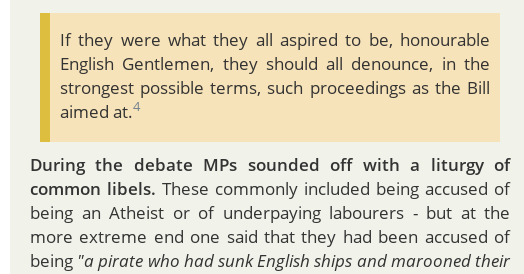 If they were what they all aspired to be, honourable
English Gentlemen, they should all denounce, in the
strongest possible terms, such proceedings as the Bill
aimed at.4
During the debate MPs sounded off with a liturgy of
common libels. These commonly included being accused of
being an Atheist or of underpaying labourers - but at the
more extreme end one said that they had been accused of
being "a pirate who had sunk English ships and marooned their